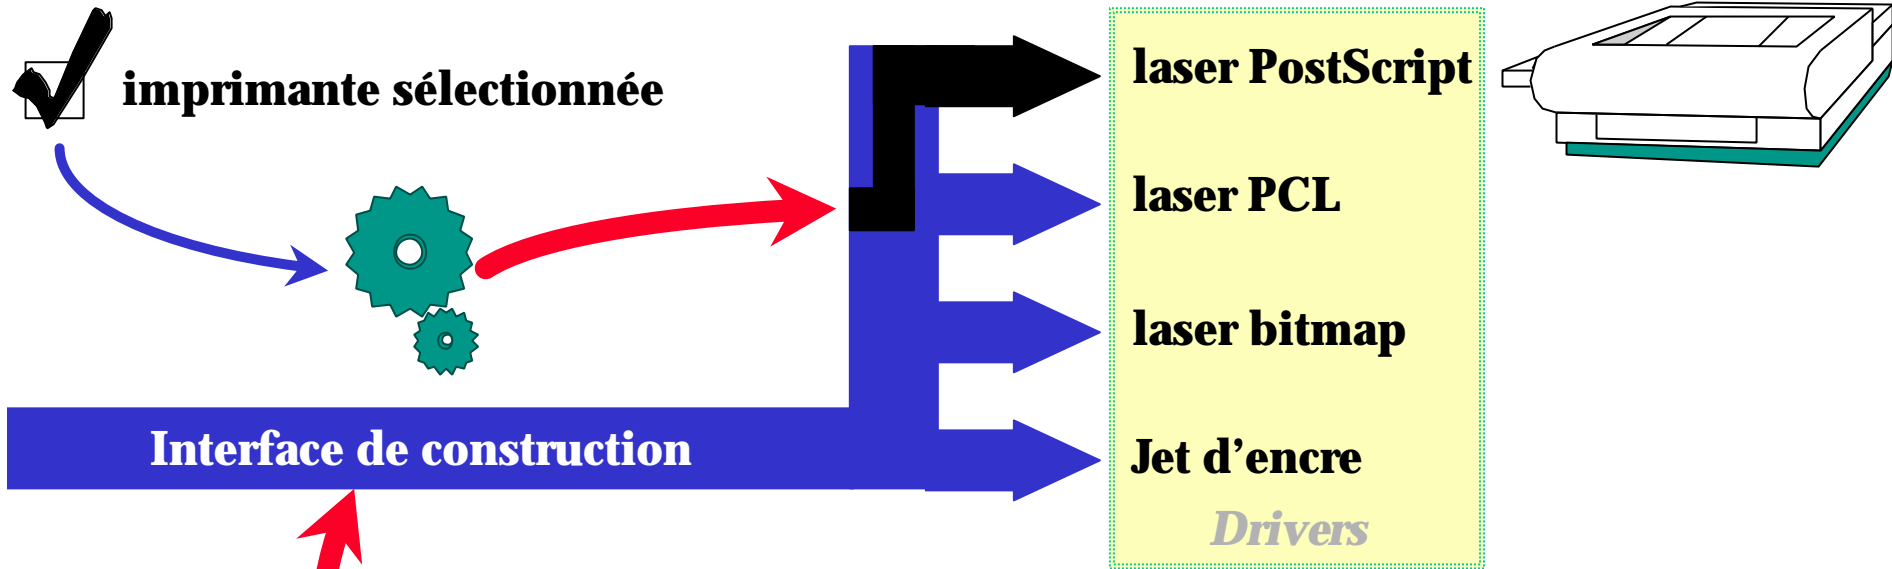 imprimante sélectionnée
laser PostScript
laser PCL
laser bitmap
Interface de construction
Jet d’encre
Drivers